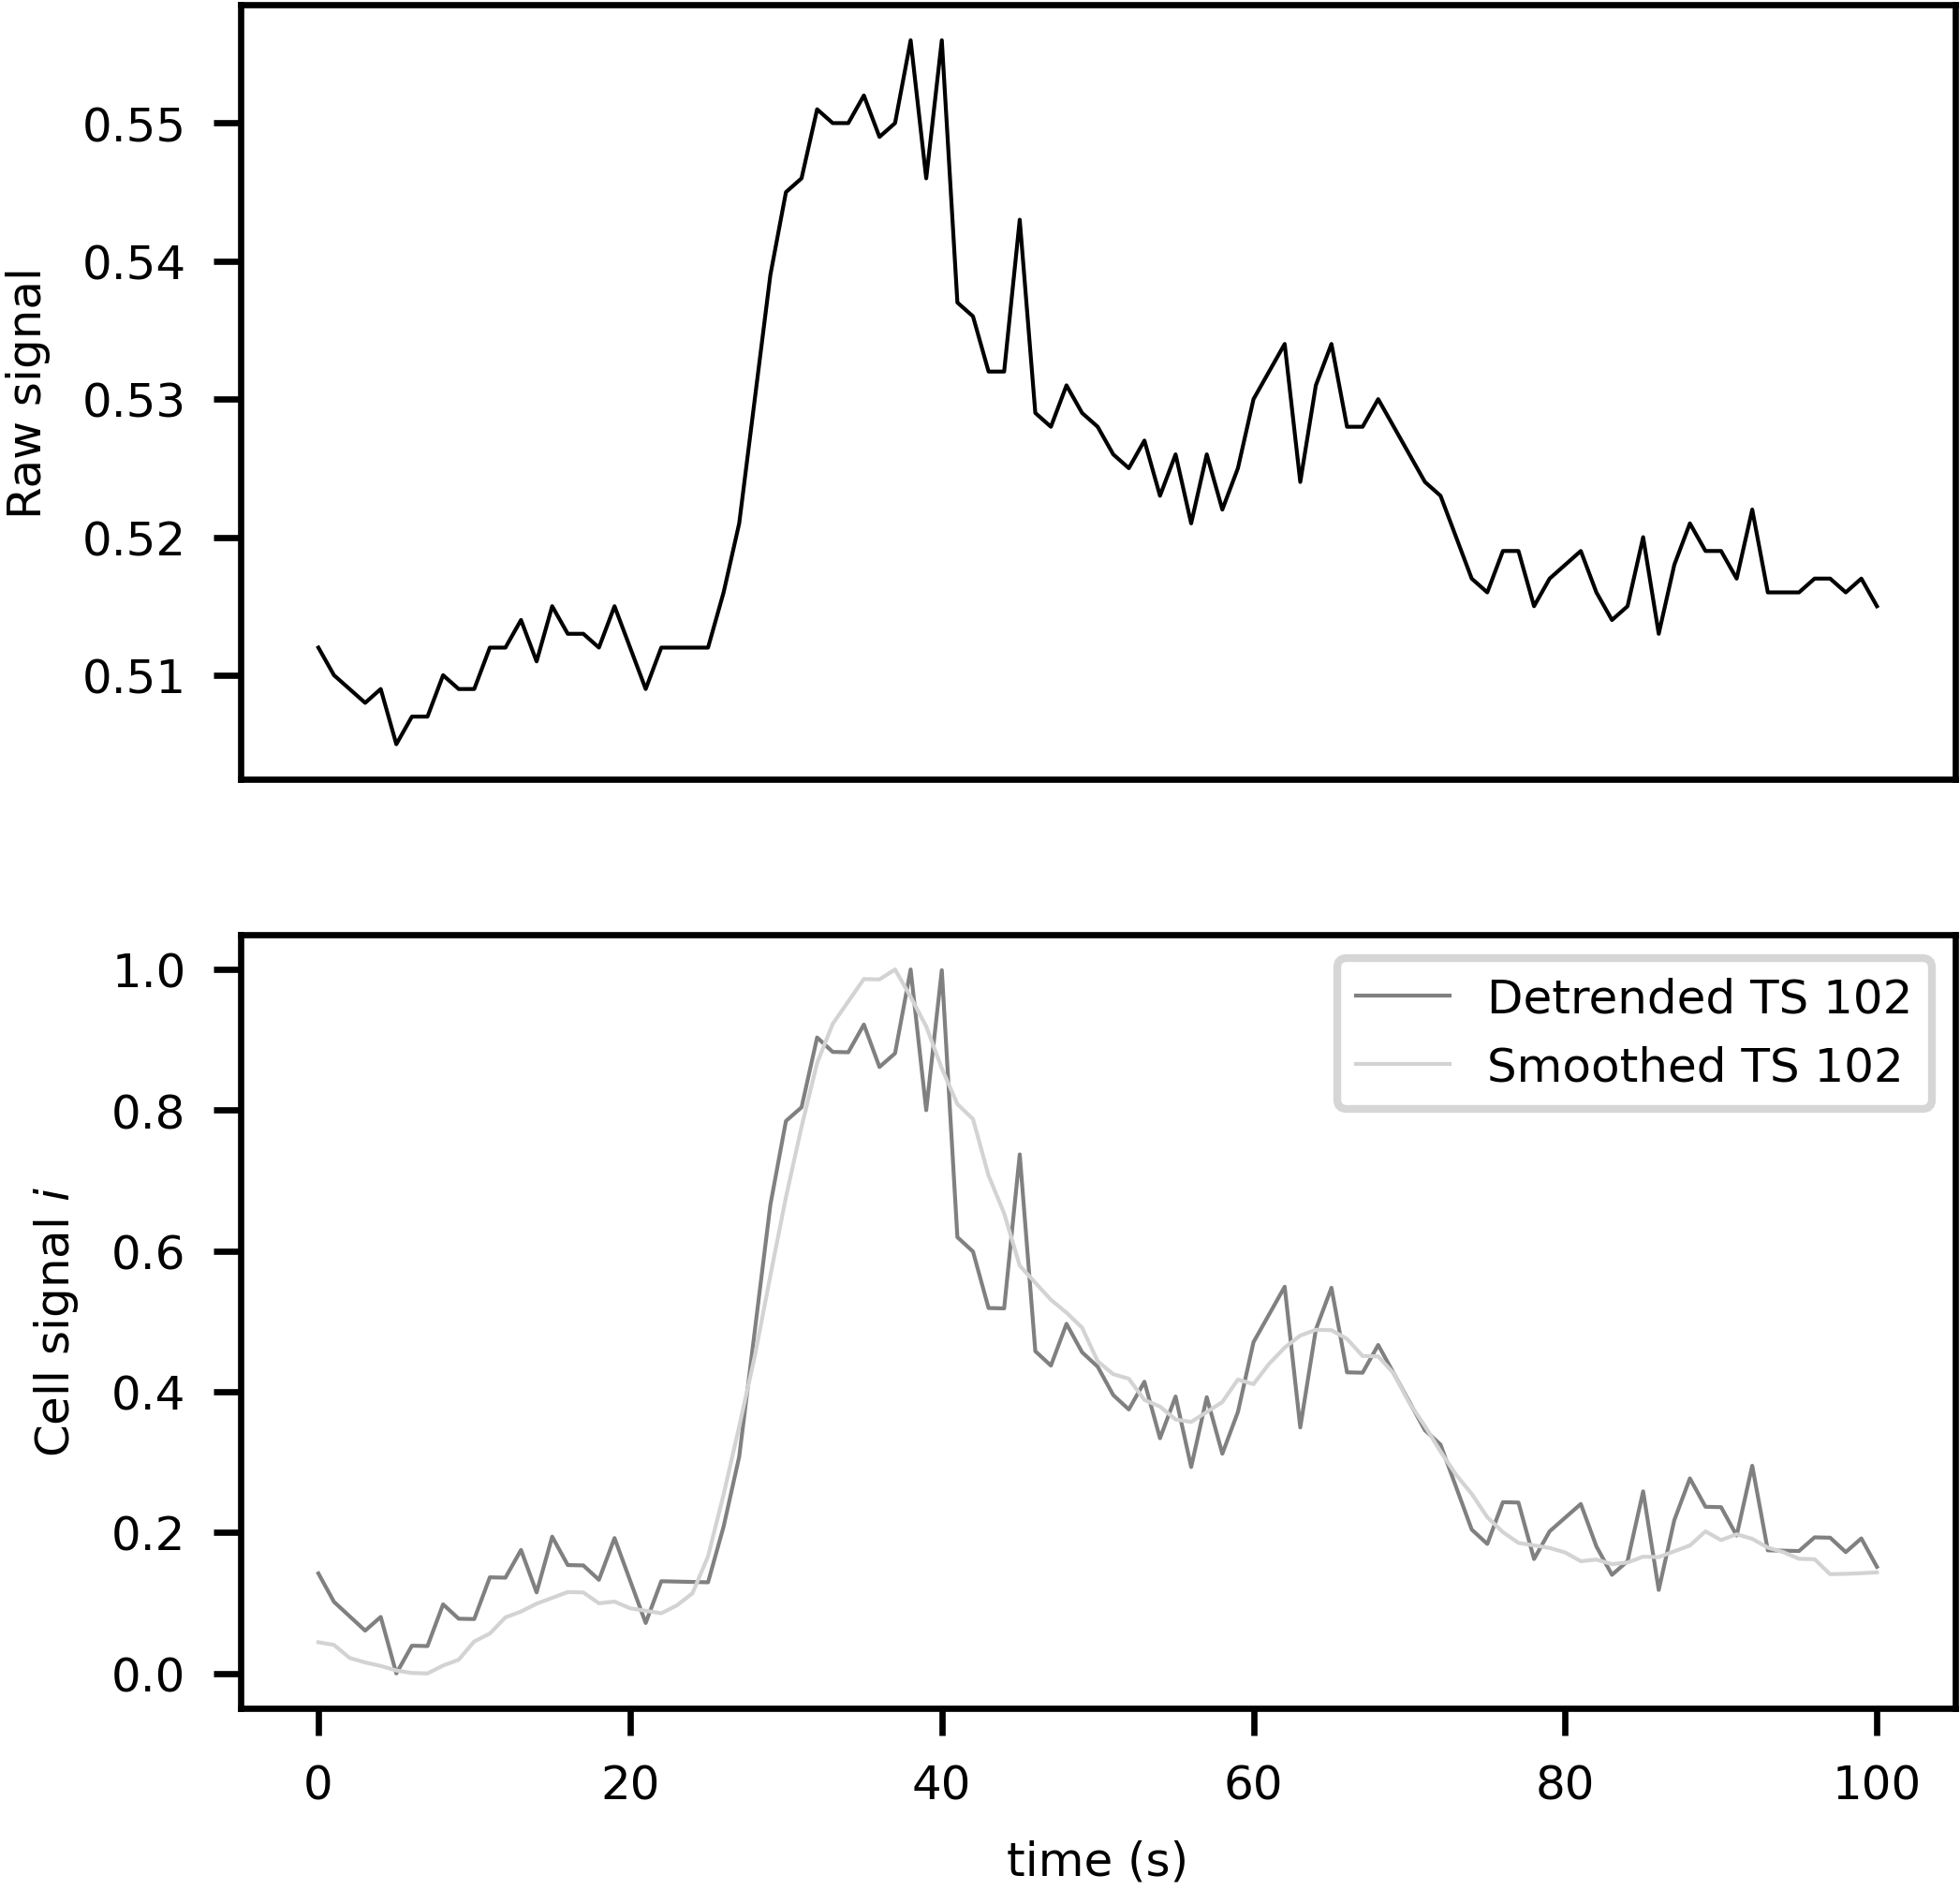 Raw signal
0.55
0.54
0.53
0.52
0.51
Cell signal i
1.0
0.8
0.6
0.4
0.2
0.0
Detrended TS 102
Smoothed TS 102
0 20 40 60 80 100
time (s)